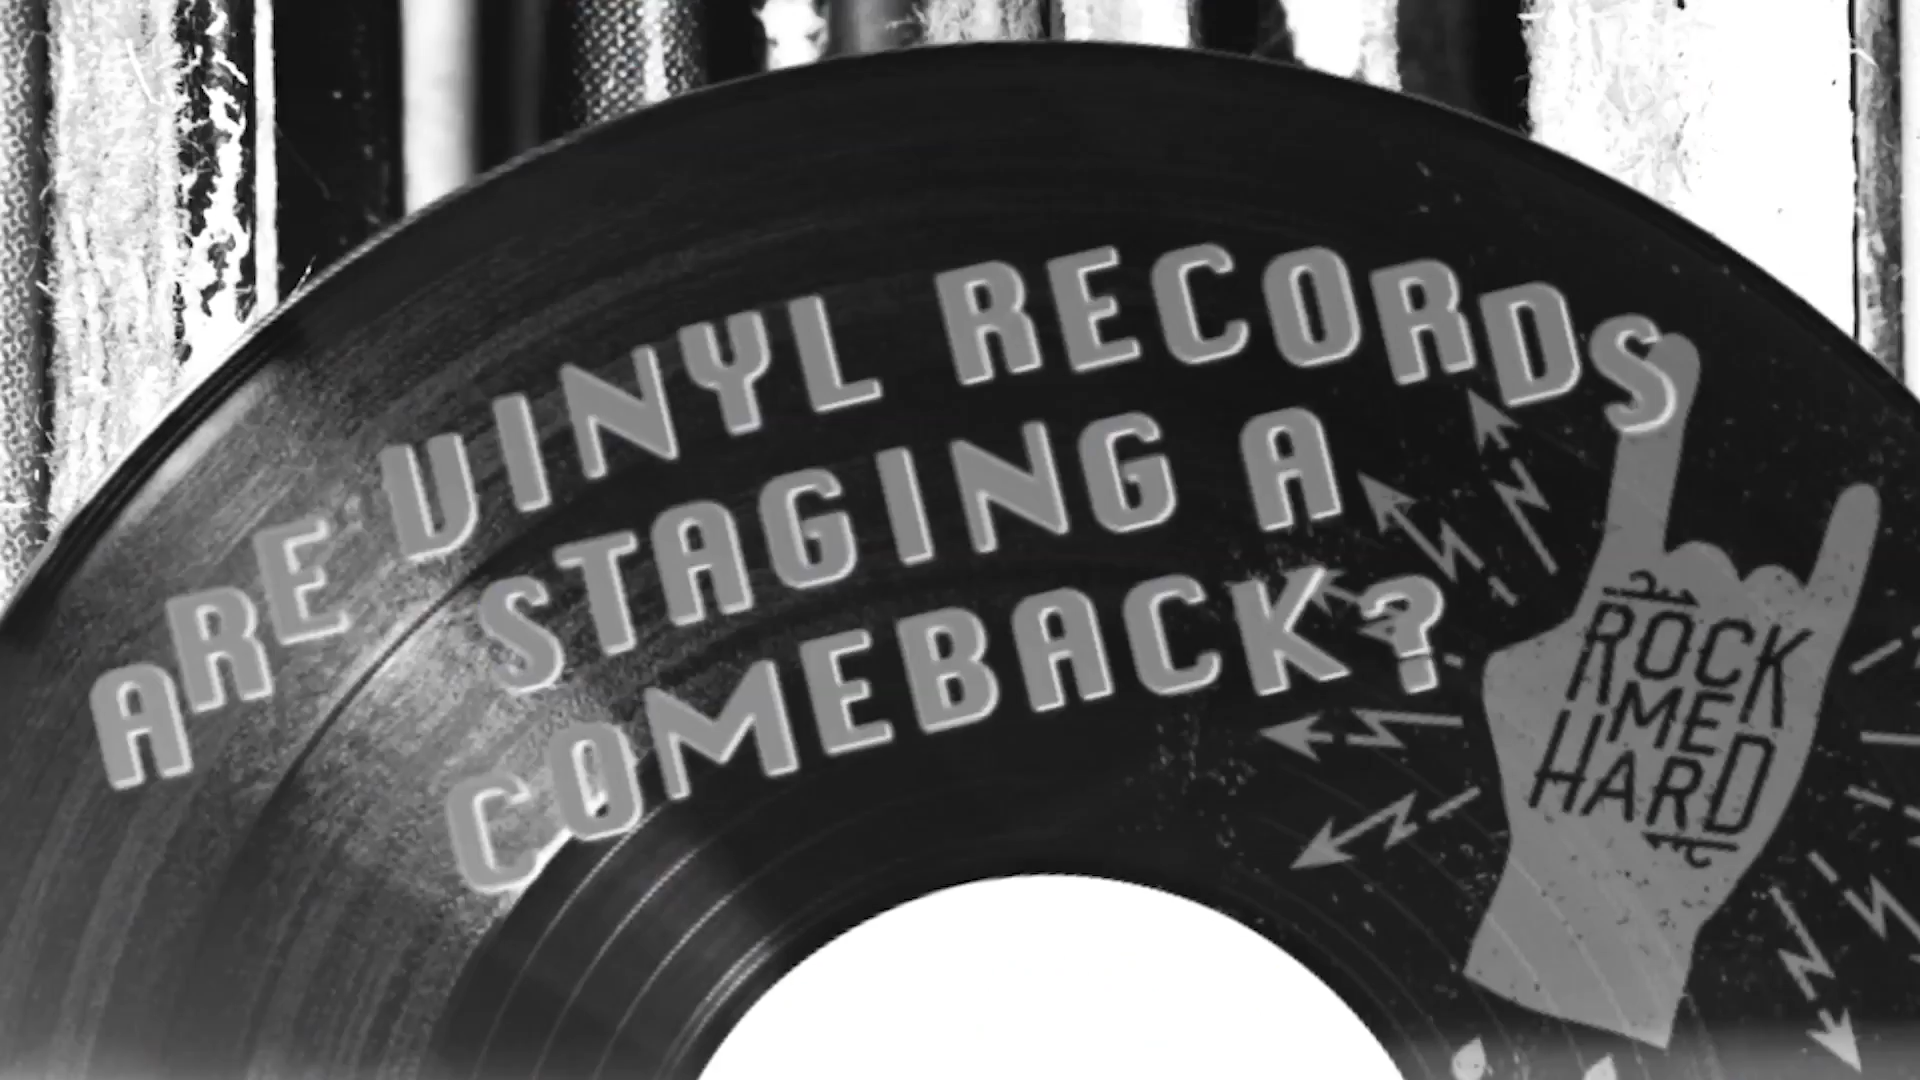 ARE VINYL RECORDS
STAGING A
COMEBACK?
ROCK
ME
HARD